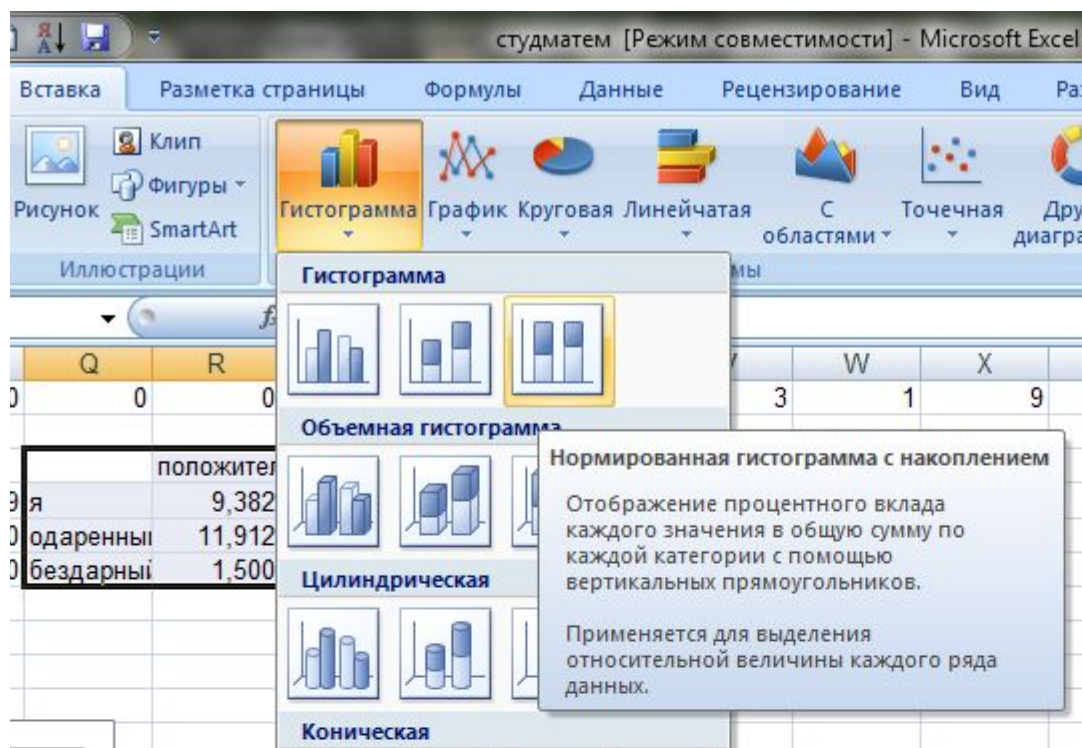 студматем [Режим совместимости] - Microsoft Excel
Вставка Разметка страницы Формулы Данные Рецензирование Вид
Рисунок Клип Фигуры SmartArt
Гистограмма График Круговая Линейчатая С областями Точечная
Иллюстрации
Гистограмма
Q R W X
0 0 3 1 9
Объемная гистограмма
положител
я 9,382
одаренны 11,912
бездарный 1,500
Цилиндрическая
Коническая
Нормированная гистограмма с накоплением
Отображение процентного вклада
каждого значения в общую сумму по
каждой категории с помощью
вертикальных прямоугольников.
Применяется для выделения
относительной величины каждого ряда
данных.